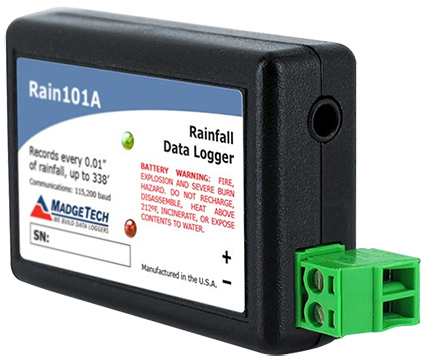 Rain101A
Rainfall
Data Logger
Records every 0.01"
of rainfall, up to 338'
Communications: 115,200 baud
BATTERY WARNING: FIRE,
EXPLOSION AND SEVERE BURN
HAZARD. DO NOT RECHARGE,
DISASSEMBLE, HEAT ABOVE
212ºF, INCINERATE, OR EXPOSE
CONTENTS TO WATER.
MADGETECH
WE BUILD DATA LOGGERS
SN:
+
−
Manufactured in the U.S.A.